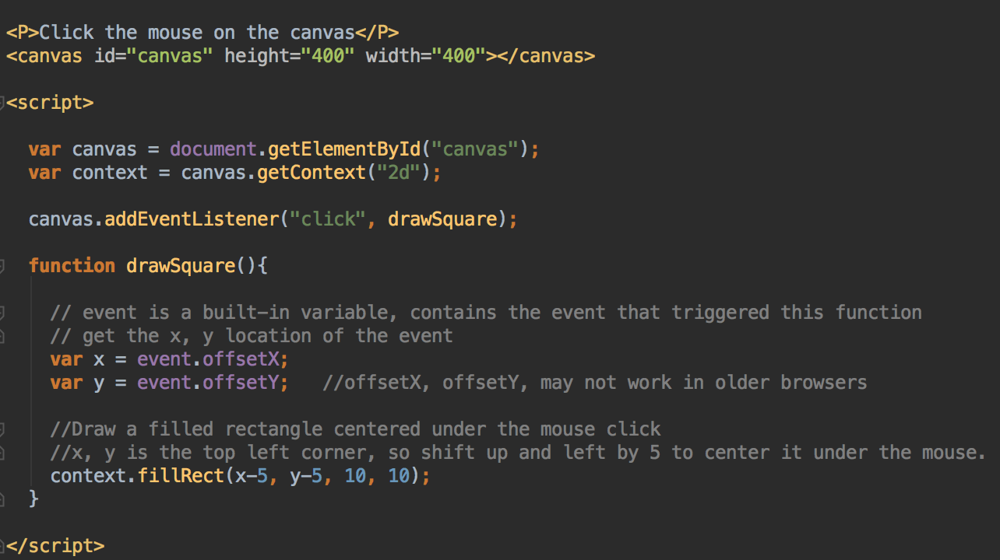 <P>Click the mouse on the canvas</P>
<canvas id="canvas" height="400" width="400"></canvas>
<script>
var canvas = document.getElementById("canvas");
var context = canvas.getContext("2d");
canvas.addEventListener("click", drawSquare);
function drawSquare(){
// event is a built-in variable, contains the event that triggered this function
// get the x, y location of the event
var x = event.offsetX;
var y = event.offsetY;   //offsetX, offsetY, may not work in older browsers
//Draw a filled rectangle centered under the mouse click
//x, y is the top left corner, so shift up and left by 5 to center it under the mouse.
context.fillRect(x-5, y-5, 10, 10);
}
</script>